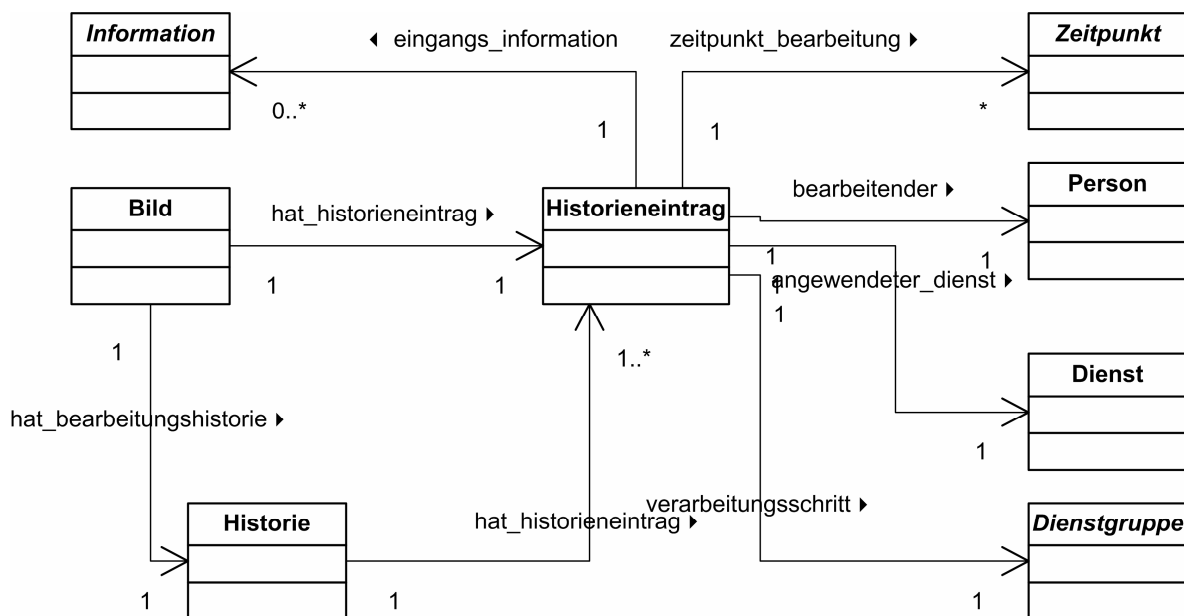 Information
◀ eingangs_information
zeitpunkt_bearbeitung ▶
Zeitpunkt
0..*
1
1
*
Bild
hat_historieneintrag ▶
Historieneintrag
bearbeitender ▶
Person
1
1
1
1
angewendeter_dienst ▶
1
1
1
1..*
Dienst
hat_bearbeitungshistorie ▶
1
Historie
hat_historieneintrag ▶
verarbeitungsschritt ▶
Dienstgruppe
1
1
1